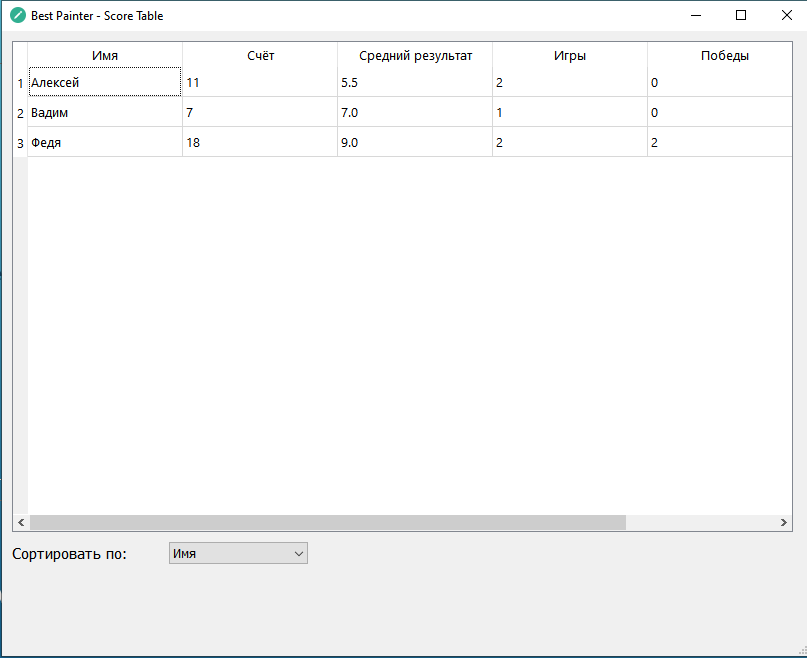 Best Painter - Score Table
Имя Счёт Средний результат Игры Победы
1 Алексей 11 5.5 2 0
2 Вадим 7 7.0 1 0
3 Федя 18 9.0 2 2
Сортировать по: Имя